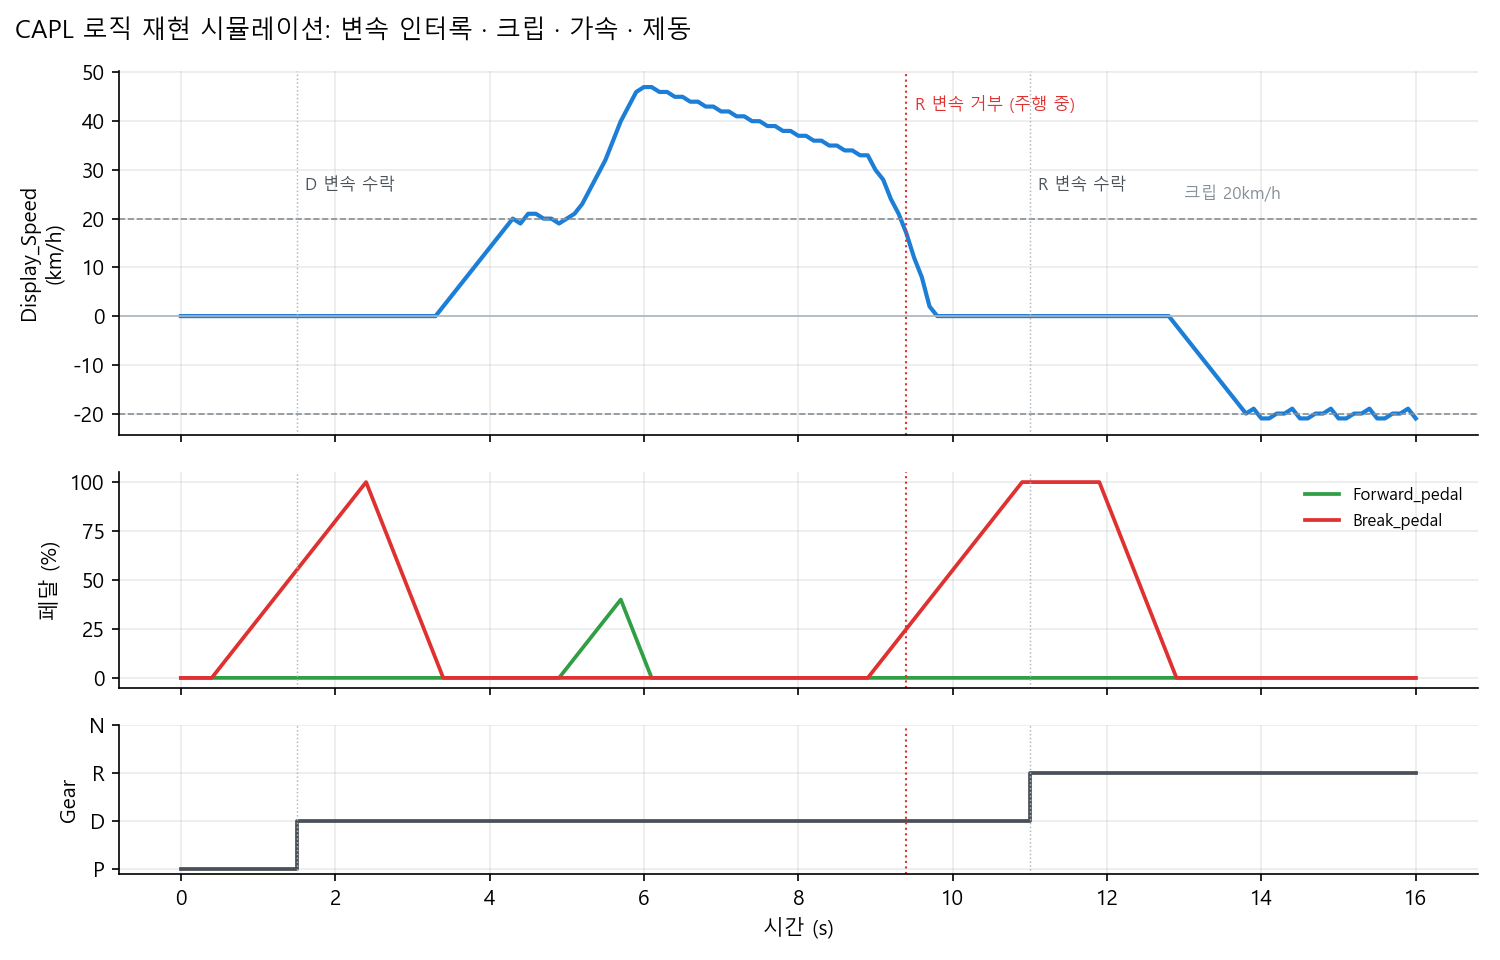 CAPL 로직 재현 시뮬레이션: 변속 인터록 · 크립 · 가속 · 제동
50
40
30
20
10
0
-10
-20
Display_Speed
(km/h)
D 변속 수락
R 변속 거부 (주행 중)
R 변속 수락
크립 20km/h
100
75
50
25
0
페달 (%)
Forward_pedal
Break_pedal
N
R
D
P
Gear
0 2 4 6 8 10 12 14 16
시간 (s)